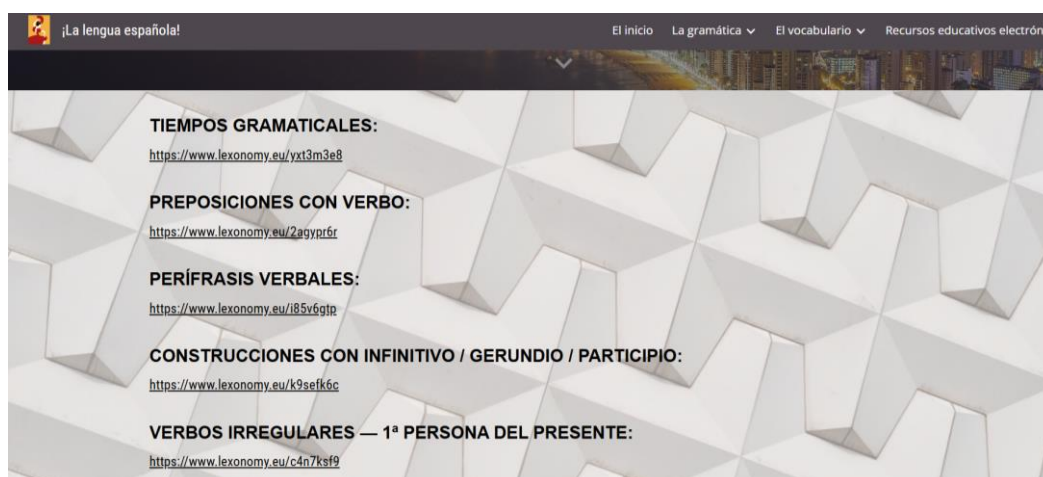 ¡La lengua española!
El inicio La gramática El vocabulario Recursos educativos electrón
TIEMPOS GRAMATICALES:
https://www.lexonomy.eu/yxt3m3e8
PREPOSICIONES CON VERBO:
https://www.lexonomy.eu/2agypr6r
PERÍFRASIS VERBALES:
https://www.lexonomy.eu/i85v6gtp
CONSTRUCCIONES CON INFINITIVO / GERUNDIO / PARTICIPIO:
https://www.lexonomy.eu/k9sefk6c
VERBOS IRREGULARES — 1ª PERSONA DEL PRESENTE:
https://www.lexonomy.eu/c4n7ksf9